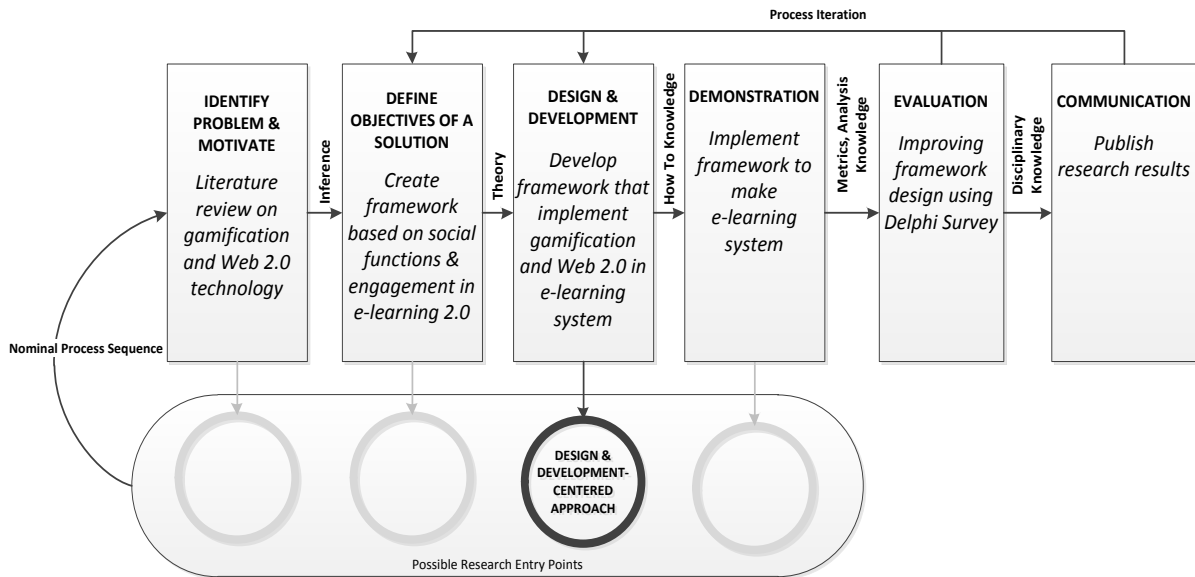 Process Iteration
IDENTIFY
PROBLEM &
MOTIVATE
Literature
review on
gamification
and Web 2.0
technology
Inference
DEFINE
OBJECTIVES OF A
SOLUTION
Create
framework
based on social
functions &
engagement in
e-learning 2.0
Theory
DESIGN &
DEVELOPMENT
Develop
framework that
implement
gamification
and Web 2.0 in
e-learning
system
How To Knowledge
DEMONSTRATION
Implement
framework to
make
e-learning
system
Metrics, Analysis
Knowledge
EVALUATION
Improving
framework
design using
Delphi Survey
Disciplinary
Knowledge
COMMUNICATION
Publish
research results
Nominal Process Sequence
DESIGN &
DEVELOPMENT-
CENTERED
APPROACH
Possible Research Entry Points